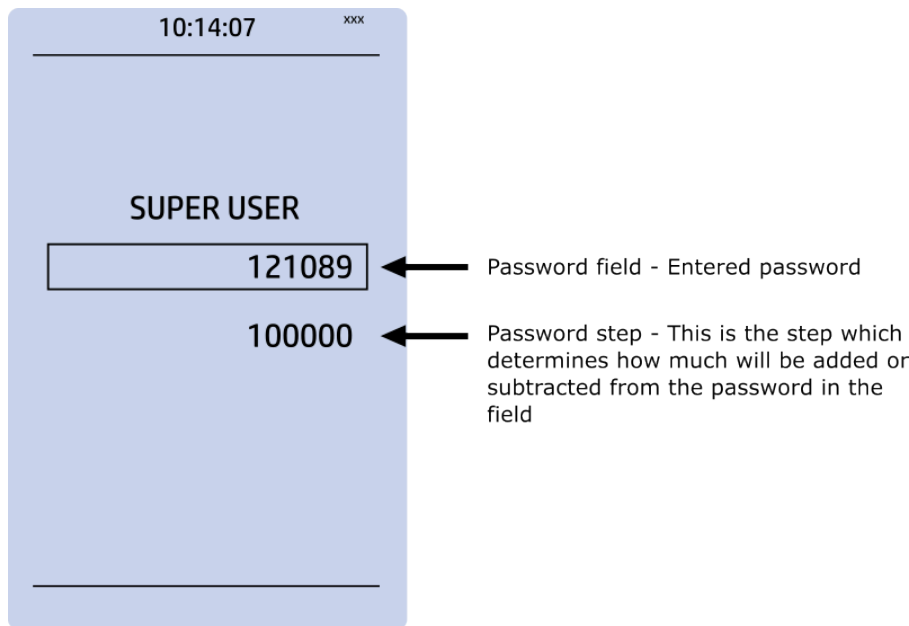 10:14:07 xxx
SUPER USER
121089
Password field - Entered password
100000
Password step - This is the step which
determines how much will be added or
subtracted from the password in the
field